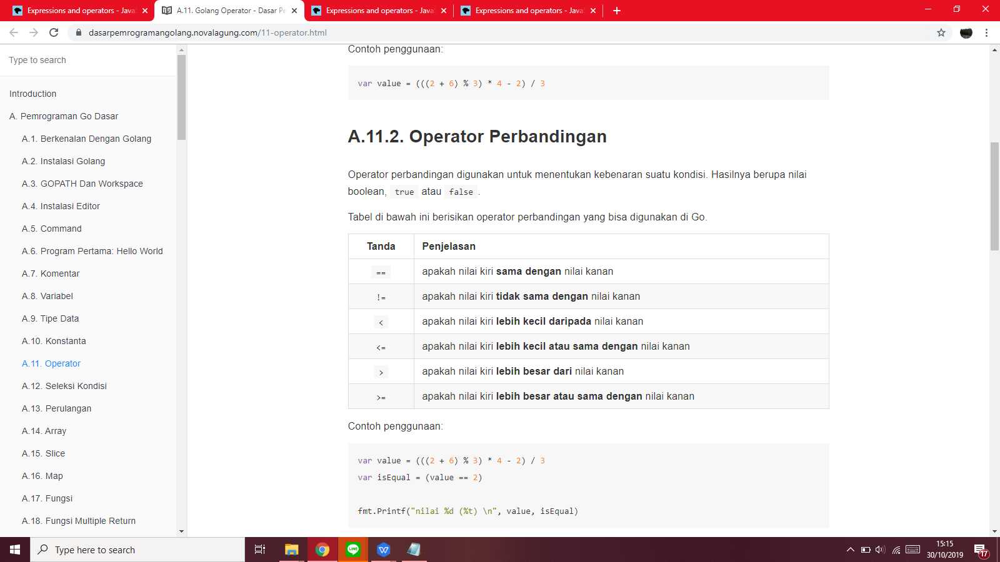 Expressions and operators - Java
A.11. Golang Operator - Dasar Pe
Expressions and operators - Java
Expressions and operators - Java
dasarpemrogramangolang.novalagung.com/11-operator.html
Type to search
Introduction
A. Pemrograman Go Dasar
A.1. Berkenalan Dengan Golang
A.2. Instalasi Golang
A.3. GOPATH Dan Workspace
A.4. Instalasi Editor
A.5. Command
A.6. Program Pertama: Hello World
A.7. Komentar
A.8. Variabel
A.9. Tipe Data
A.10. Konstanta
A.11. Operator
A.12. Seleksi Kondisi
A.13. Perulangan
A.14. Array
A.15. Slice
A.16. Map
A.17. Fungsi
A.18. Fungsi Multiple Return
Contoh penggunaan:
var value = (((2 + 6) % 3) * 4 - 2) / 3
A.11.2. Operator Perbandingan
Operator perbandingan digunakan untuk menentukan kebenaran suatu kondisi. Hasilnya berupa nilai
boolean, true atau false .
Tabel di bawah ini berisikan operator perbandingan yang bisa digunakan di Go.
Tanda Penjelasan
== apakah nilai kiri sama dengan nilai kanan
!= apakah nilai kiri tidak sama dengan nilai kanan
< apakah nilai kiri lebih kecil daripada nilai kanan
<= apakah nilai kiri lebih kecil atau sama dengan nilai kanan
> apakah nilai kiri lebih besar dari nilai kanan
>= apakah nilai kiri lebih besar atau sama dengan nilai kanan
Contoh penggunaan:
var value = (((2 + 6) % 3) * 4 - 2) / 3
var isEqual = (value == 2)
fmt.Printf("nilai %d (%t) \n", value, isEqual)
Type here to search
LINE
W
15:15
30/10/2019
17